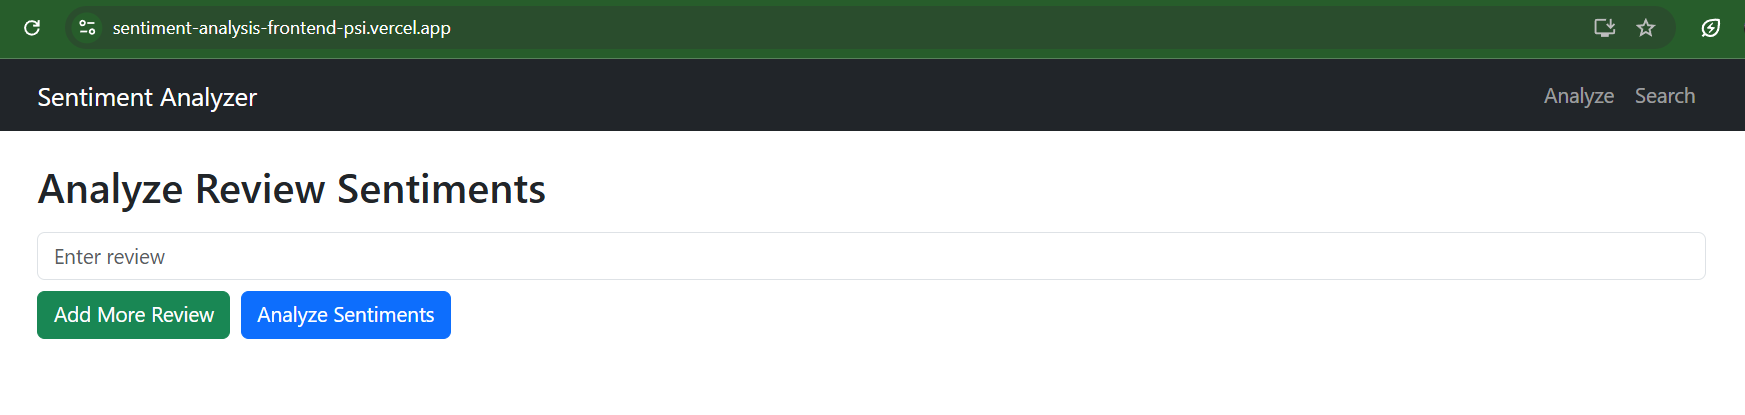 sentiment-analysis-frontend-psi.vercel.app
Sentiment Analyzer
Analyze Search
Analyze Review Sentiments
Enter review
Add More Review Analyze Sentiments